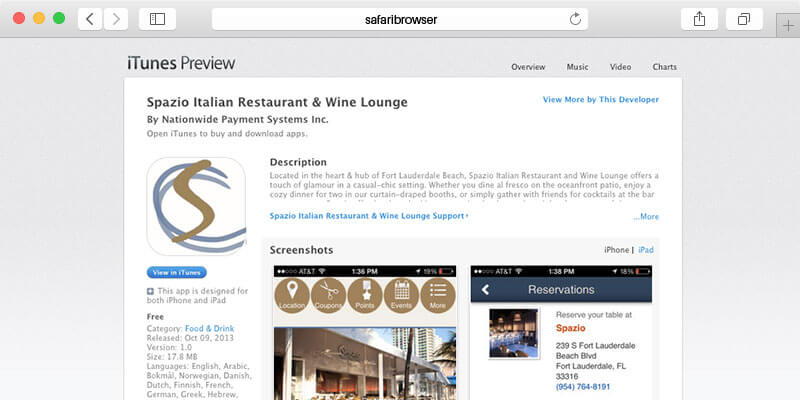 safaribrowser
iTunes Preview
Overview Music Video Charts
Spazio Italian Restaurant & Wine Lounge
View More by This Developer
By Nationwide Payment Systems Inc.
Open iTunes to buy and download apps.
Description
Located in the heart & hub of Fort Lauderdale Beach, Spazio Italian Restaurant and Wine Lounge offers a
touch of glamour in a casual-chic setting. Whether you dine al fresco on the oceanfront patio, enjoy a
cozy dinner for two in our curtain-draped booths, or simply gather with friends for cocktails at the bar
Spazio Italian Restaurant & Wine Lounge Support
...More
View in iTunes
This app is designed for
both iPhone and iPad
Free
Category: Food & Drink
Released: Oct 09, 2013
Version: 1.0
Size: 17.8 MB
Languages: English, Arabic,
Bokmål, Norwegian, Danish,
Dutch, Finnish, French,
German, Greek, Hebrew,
Screenshots
iPhone | iPad
AT&T 1:36 PM 19%
Location Coupons Points Events More
Spazio
AT&T 1:38 PM 18%
Reservations
Reserve your table at
Spazio
239 S Fort Lauderdale
Beach Blvd
Fort Lauderdale, FL
33316
(954) 764-8191